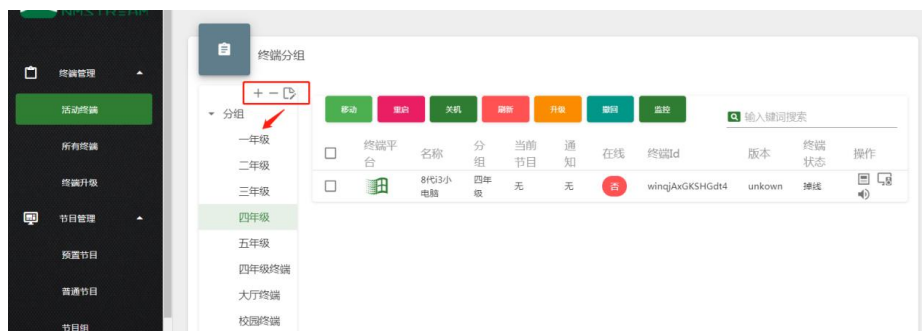 NMSTREAM
终端管理
活动终端
所有终端
终端升级
节目管理
预置节目
普通节目
节目组
终端分组
分组
一年级
二年级
三年级
四年级
五年级
四年级终端
大厅终端
校园终端
移动 重启 关机 刷新 升级 撤回 监控
输入键词搜索
终端平台 名称 分组 当前节目 通知 在线 终端Id 版本 终端状态 操作
8代i3小电脑 四年级 无 无 否 winqjAxGKSHGdt4 unkown 掉线